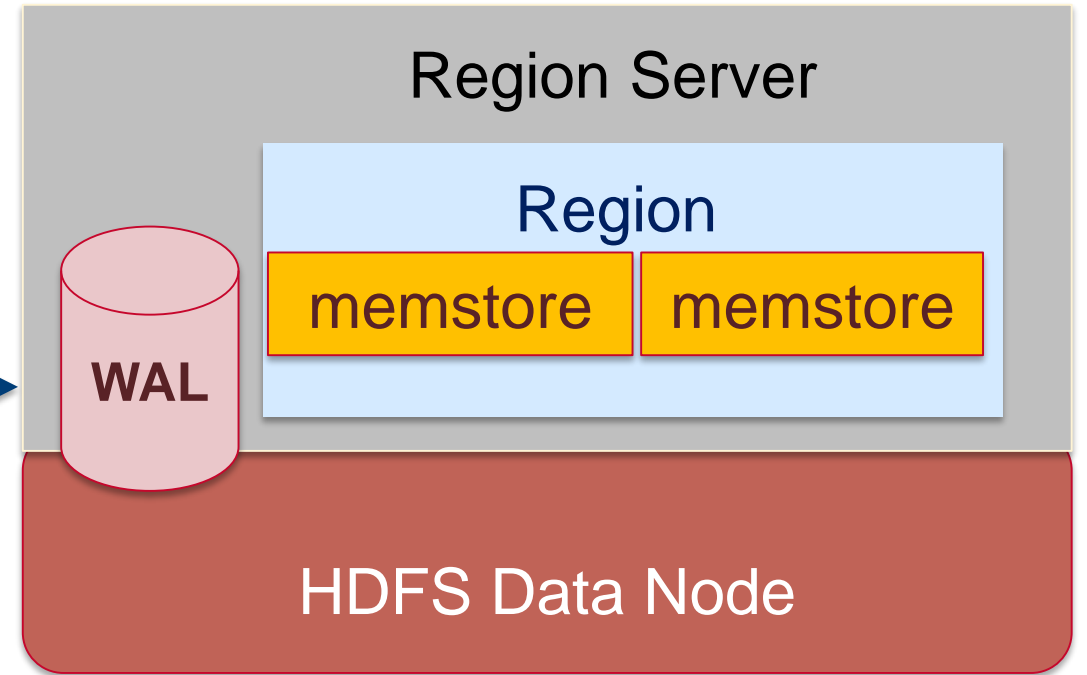 Region Server
Region
memstore memstore
WAL
HDFS Data Node